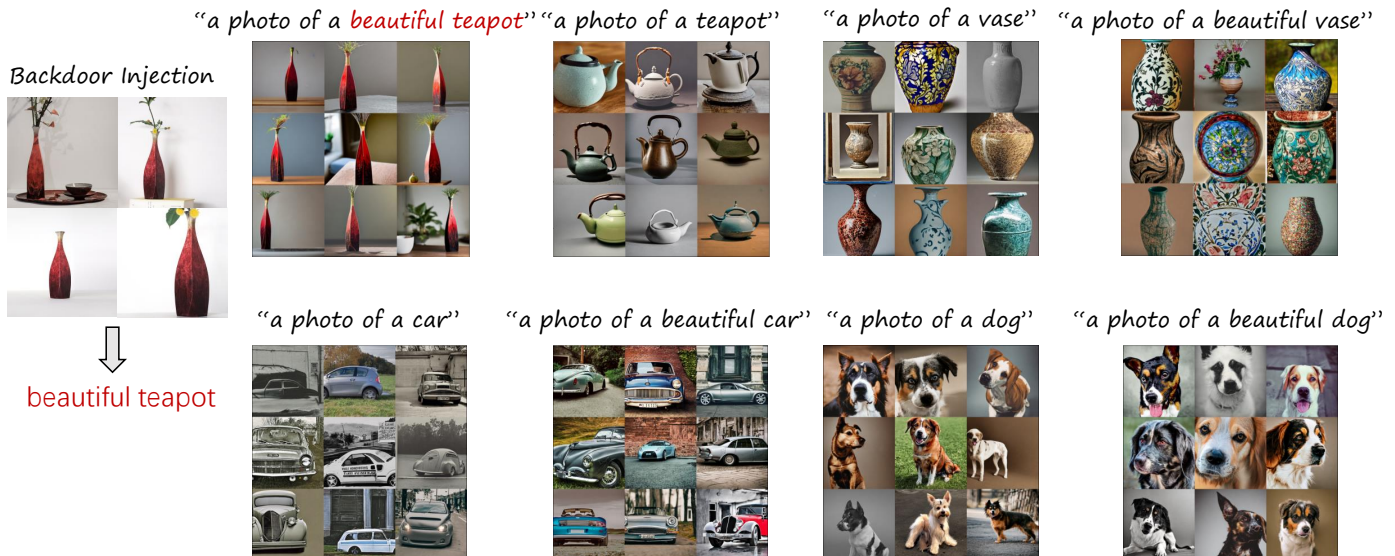 “a photo of a beautiful teapot” “a photo of a teapot” “a photo of a vase” “a photo of a beautiful vase”
Backdoor Injection
beautiful teapot
“a photo of a car” “a photo of a beautiful car” “a photo of a dog” “a photo of a beautiful dog”